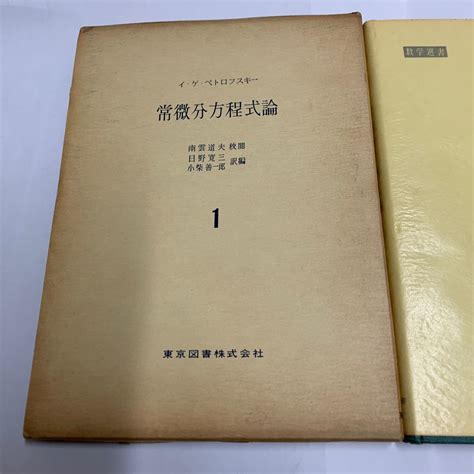 イ・ゲ・ペトロフスキー
常微分方程式論
南雲道夫 校閲
日野寛三
小柴善一郎 訳編
1
東京図書株式会社
数学選書